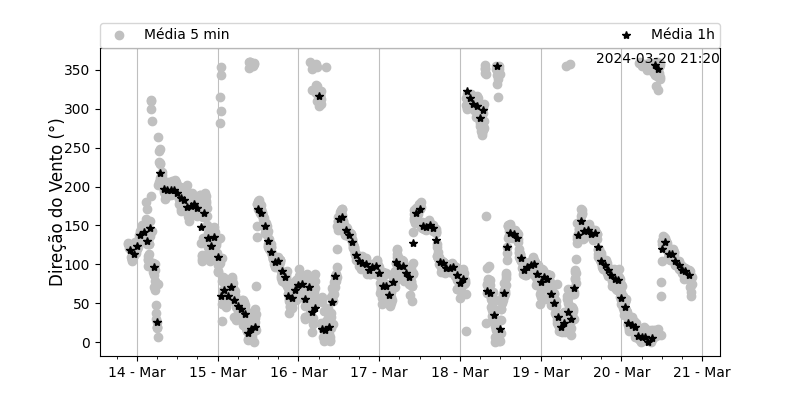 Média 5 min
Média 1h
2024-03-20 21:20
Direção do Vento (°)
350
300
250
200
150
100
50
0
14 - Mar
15 - Mar
16 - Mar
17 - Mar
18 - Mar
19 - Mar
20 - Mar
21 - Mar